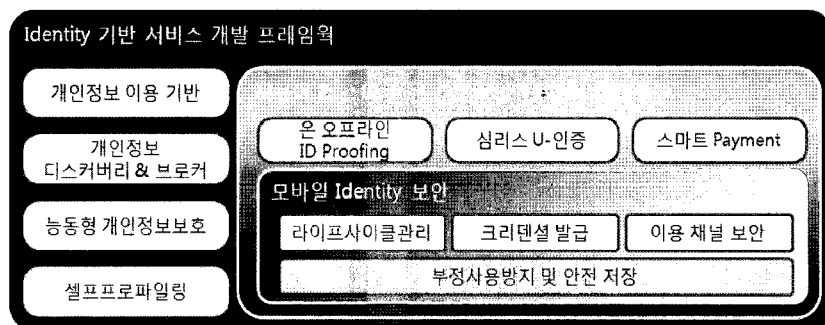 Identity 기반 서비스 개발 프레임웍
개인정보 이용 기반
개인정보
디스커버리 & 브로커
능동형 개인정보보호
셀프프로파일링
온 오프라인
ID Proofing
심리스 U-인증
스마트 Payment
모바일 Identity 보안
라이프사이클관리
크리덴셜 발급
이용 채널 보안
부정사용방지 및 안전 저장